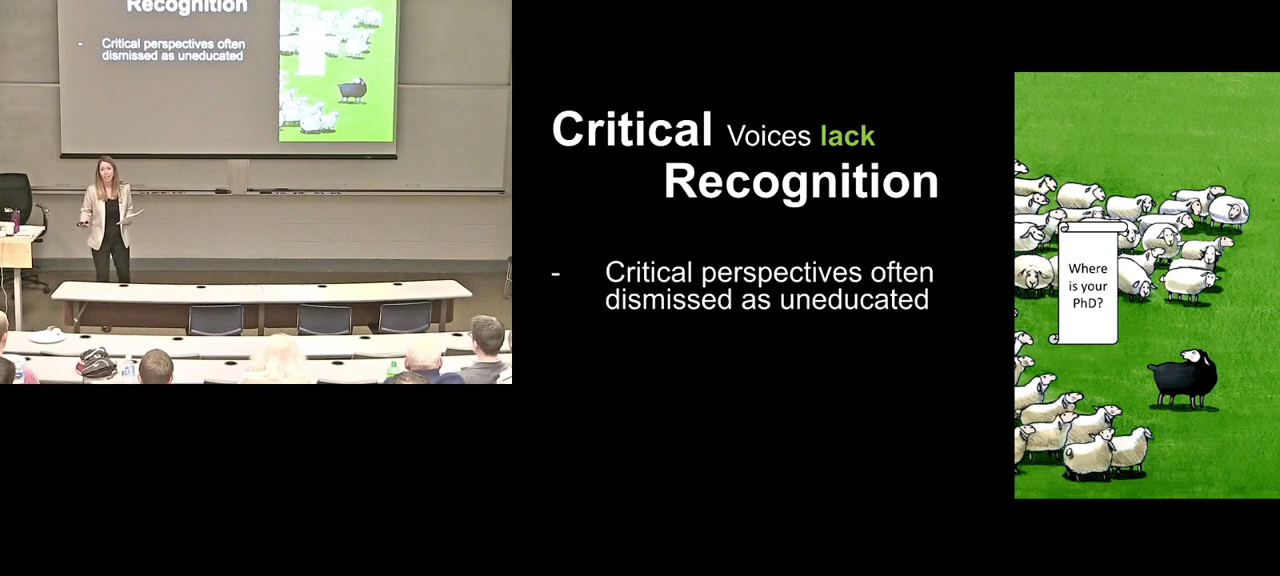 Recognition
- Critical perspectives often
dismissed as uneducated
Critical Voices lack
Recognition
- Critical perspectives often
dismissed as uneducated
Where
is your
PhD?